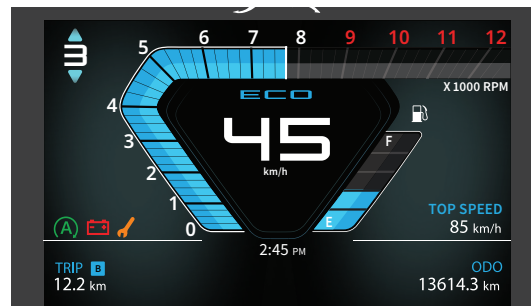 3
0 1 2 3 4 5 6 7 8 9 10 11 12
X 1000 RPM
ECO
45
km/h
F
E
A
TOP SPEED
85 km/h
2:45 PM
TRIP B
12.2 km
ODO
13614.3 km